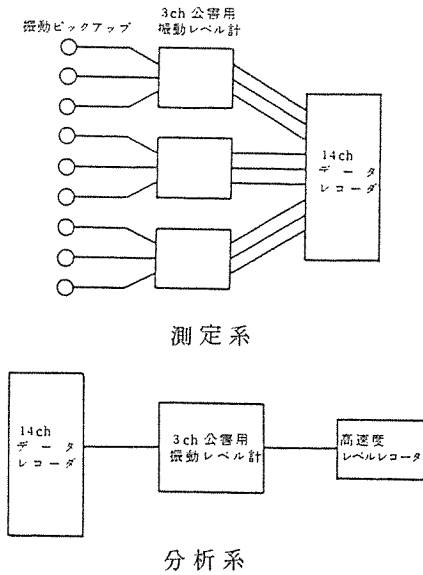 振動ピックアップ
3ch 公害用
振動レベル計
14ch
データ
レコーダ
測定系
14ch
データ
レコーダ
3ch 公害用
振動レベル計
高速度
レベルレコータ
分析系